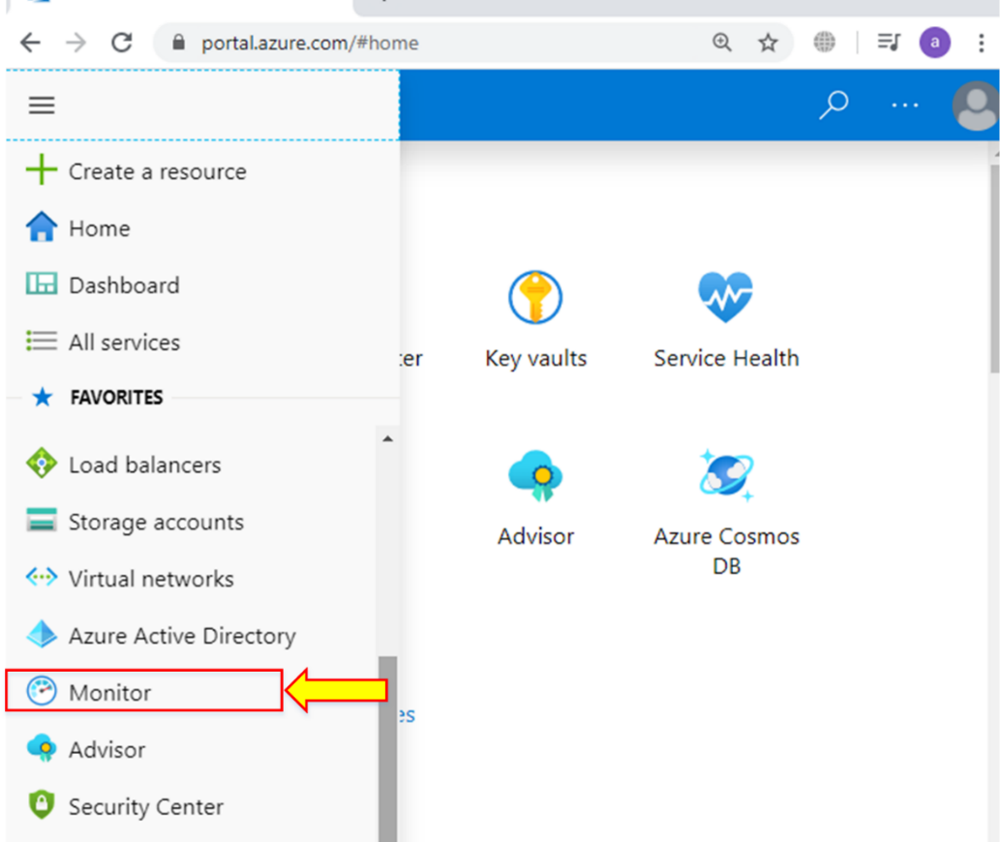 portal.azure.com/#home
a
Create a resource
Home
Dashboard
All services
FAVORITES
Load balancers
Storage accounts
Virtual networks
Azure Active Directory
Monitor
Advisor
Security Center
ter
Key vaults
Service Health
Advisor
Azure Cosmos
DB
es